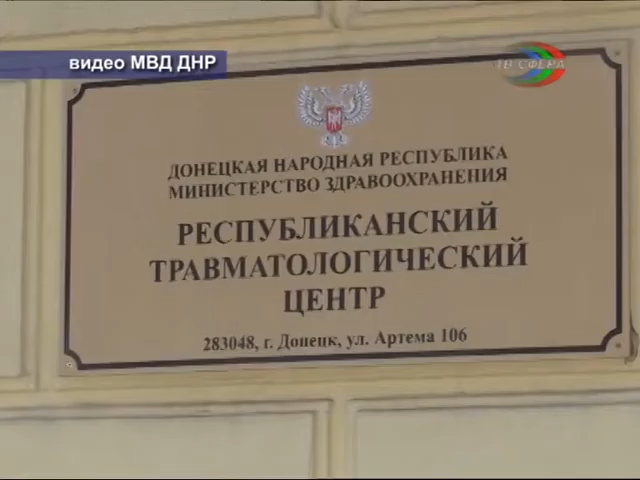 видео МВД ДНР
ТВ СФЕРА
ДОНЕЦКАЯ НАРОДНАЯ РЕСПУБЛИКА
МИНИСТЕРСТВО ЗДРАВООХРАНЕНИЯ
РЕСПУБЛИКАНСКИЙ
ТРАВМАТОЛОГИЧЕСКИЙ
ЦЕНТР
283048, г. Донецк, ул. Артема 106